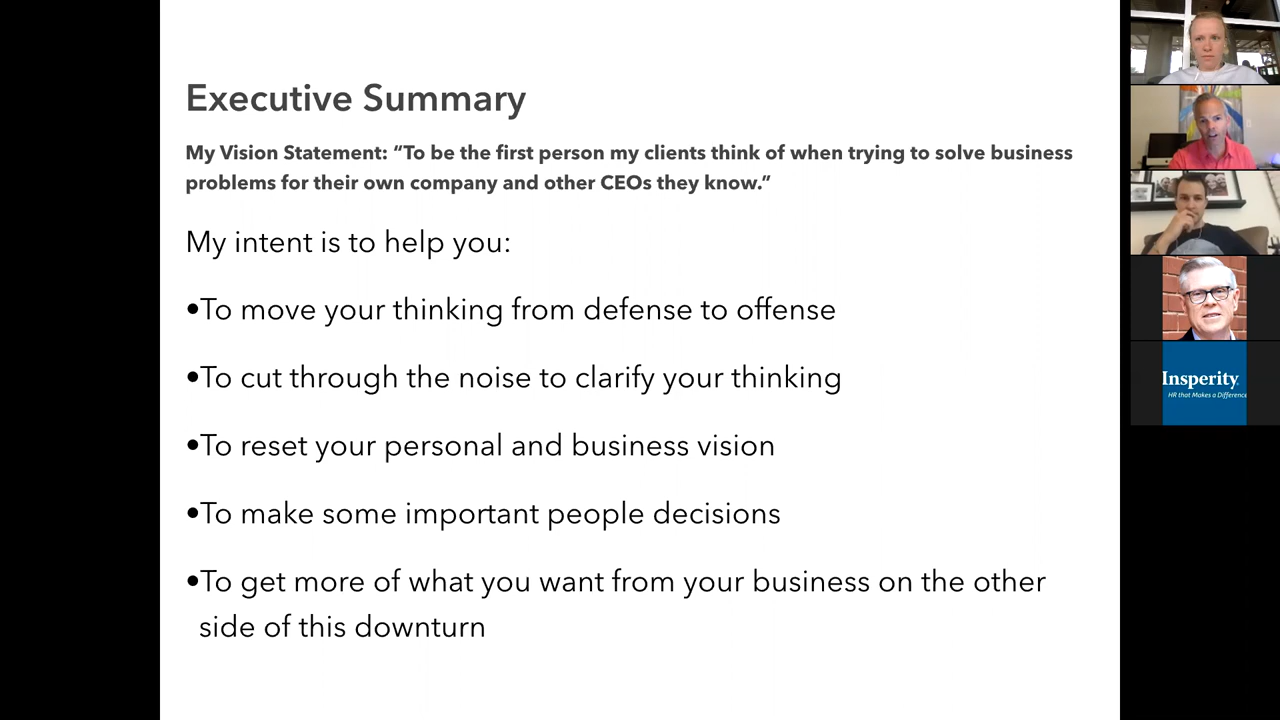 Executive Summary
My Vision Statement: “To be the first person my clients think of when trying to solve business
problems for their own company and other CEOs they know.”
My intent is to help you:
•To move your thinking from defense to offense
•To cut through the noise to clarify your thinking
•To reset your personal and business vision
•To make some important people decisions
•To get more of what you want from your business on the other
side of this downturn
Insperity
HR that Makes a Difference